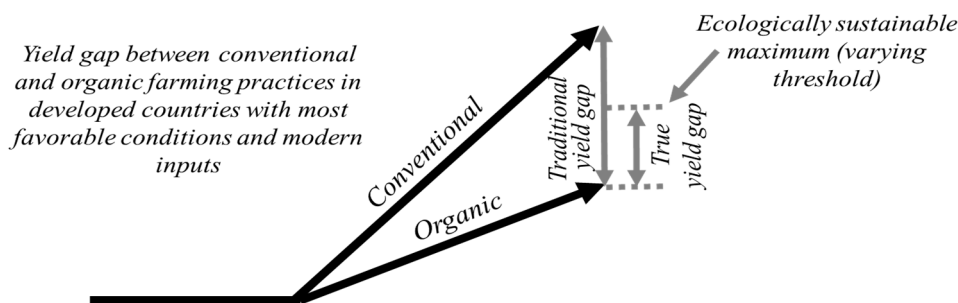 Yield gap between conventional
and organic farming practices in
developed countries with most
favorable conditions and modern
inputs
Conventional
Organic
Traditional
yield gap
True
yield gap
Ecologically sustainable
maximum (varying
threshold)